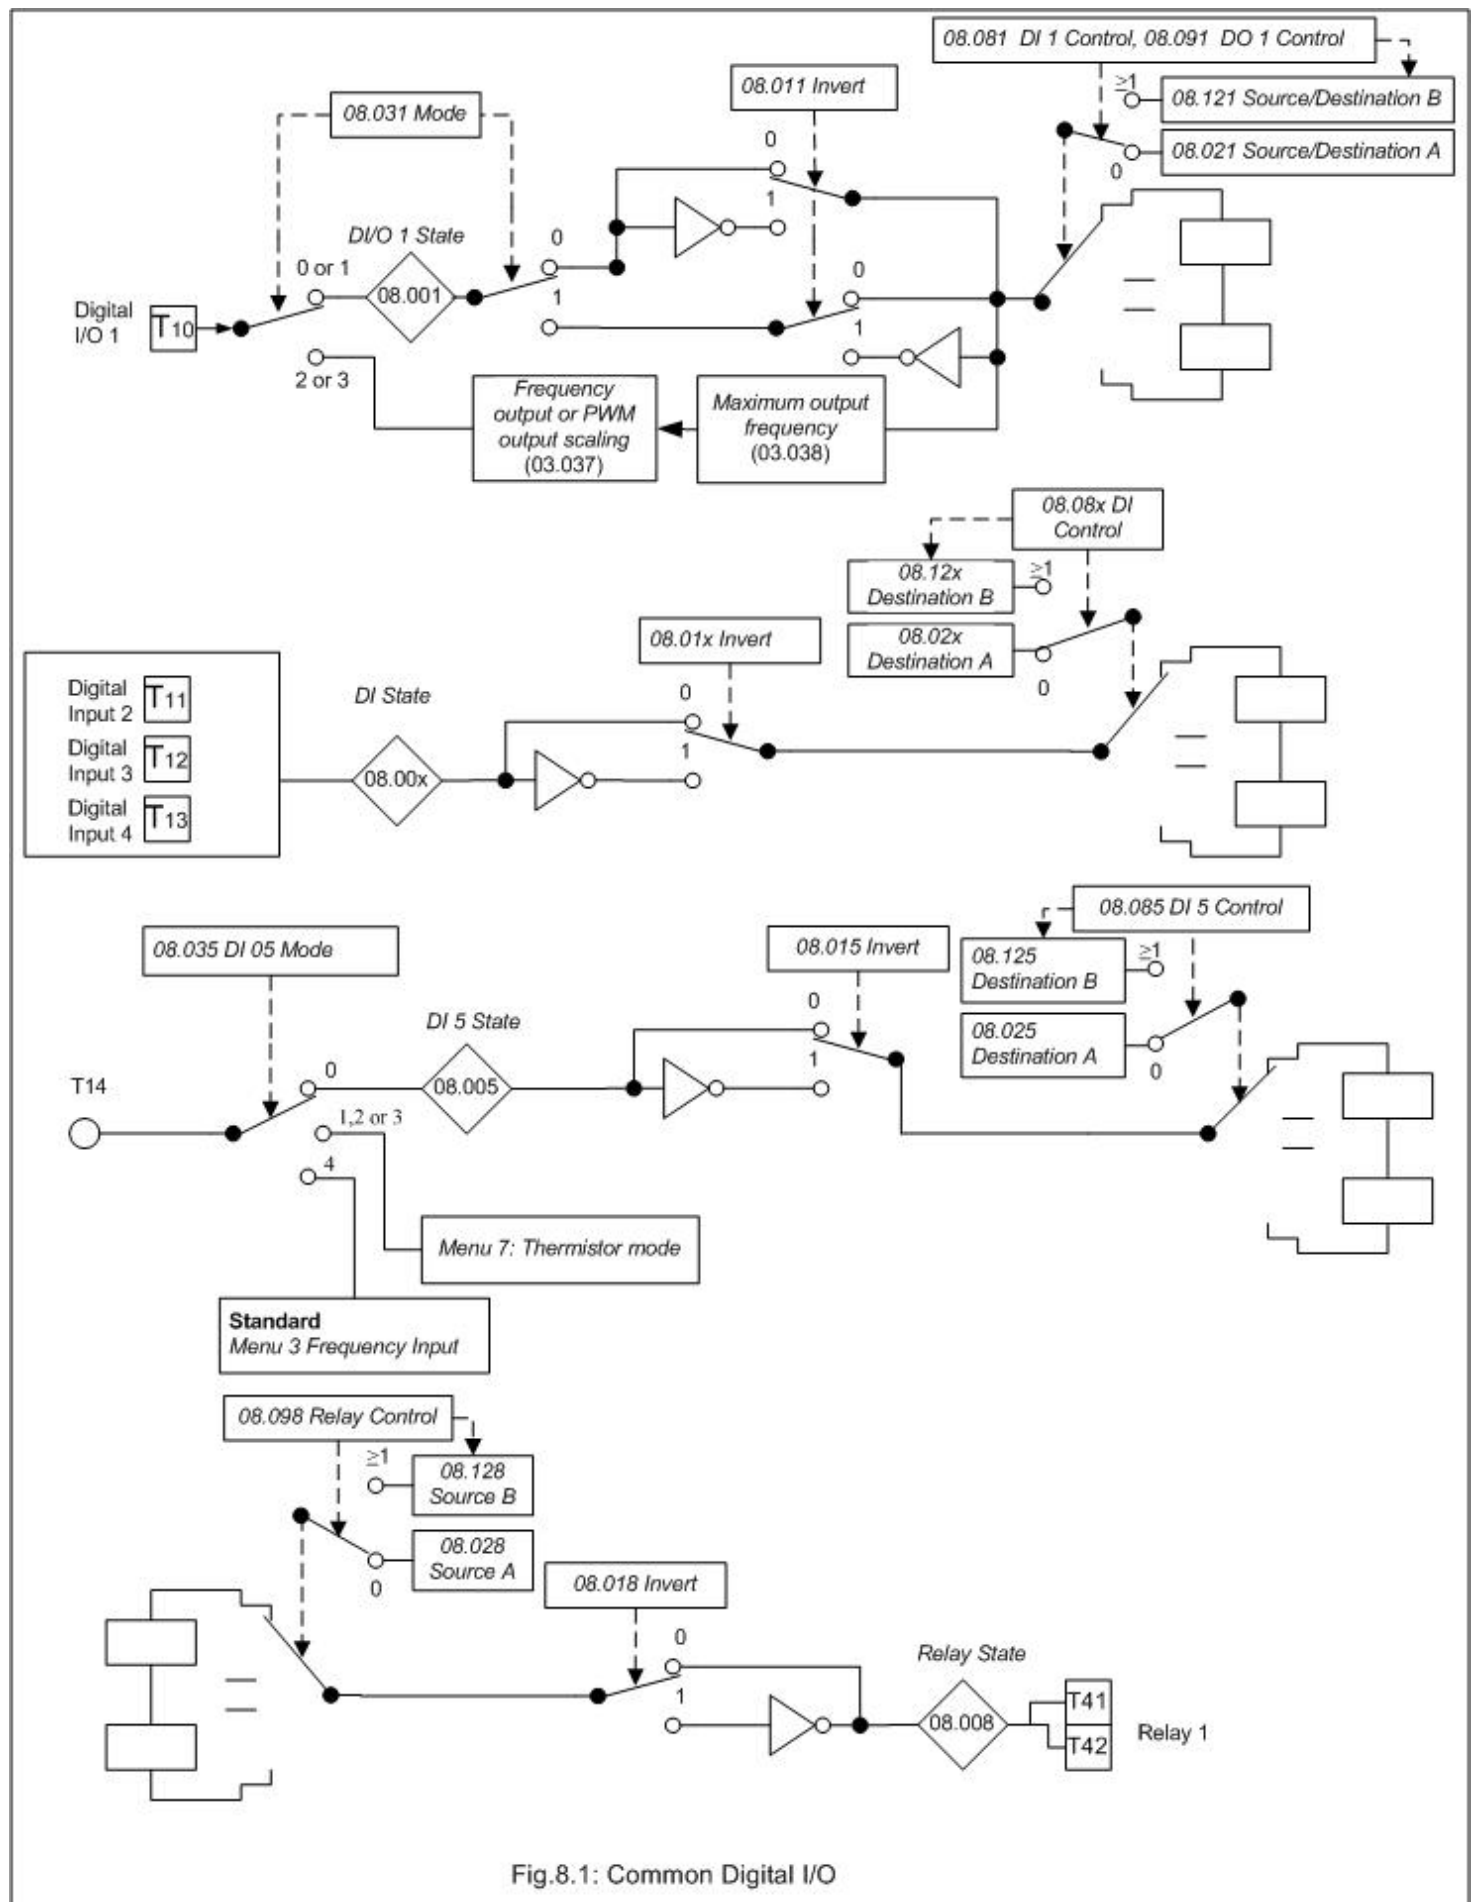 08.081 DI 1 Control, 08.091 DO 1 Control
08.011 Invert
≥1
08.121 Source/Destination B
08.031 Mode
0
08.021 Source/Destination A
0
1
DI/O 1 State
0
0 or 1
08.001
0
1
Digital
I/O 1
T10
1
2 or 3
Frequency
output or PWM
output scaling
(03.037)
Maximum output
frequency
(03.038)
08.08x DI
Control
08.12x
Destination B
≥1
08.01x Invert
08.02x
Destination A
0
Digital
Input 2
T11
DI State
0
1
Digital
Input 3
T12
08.00x
Digital
Input 4
T13
08.085 DI 5 Control
08.035 DI 05 Mode
08.015 Invert
08.125
Destination B
≥1
0
DI 5 State
08.025
Destination A
0
1
T14
0
08.005
1,2 or 3
4
Menu 7: Thermistor mode
Standard
Menu 3 Frequency Input
08.098 Relay Control
≥1
08.128
Source B
08.028
Source A
0
08.018 Invert
0
Relay State
1
08.008
T41
T42
Relay 1
Fig.8.1: Common Digital I/O